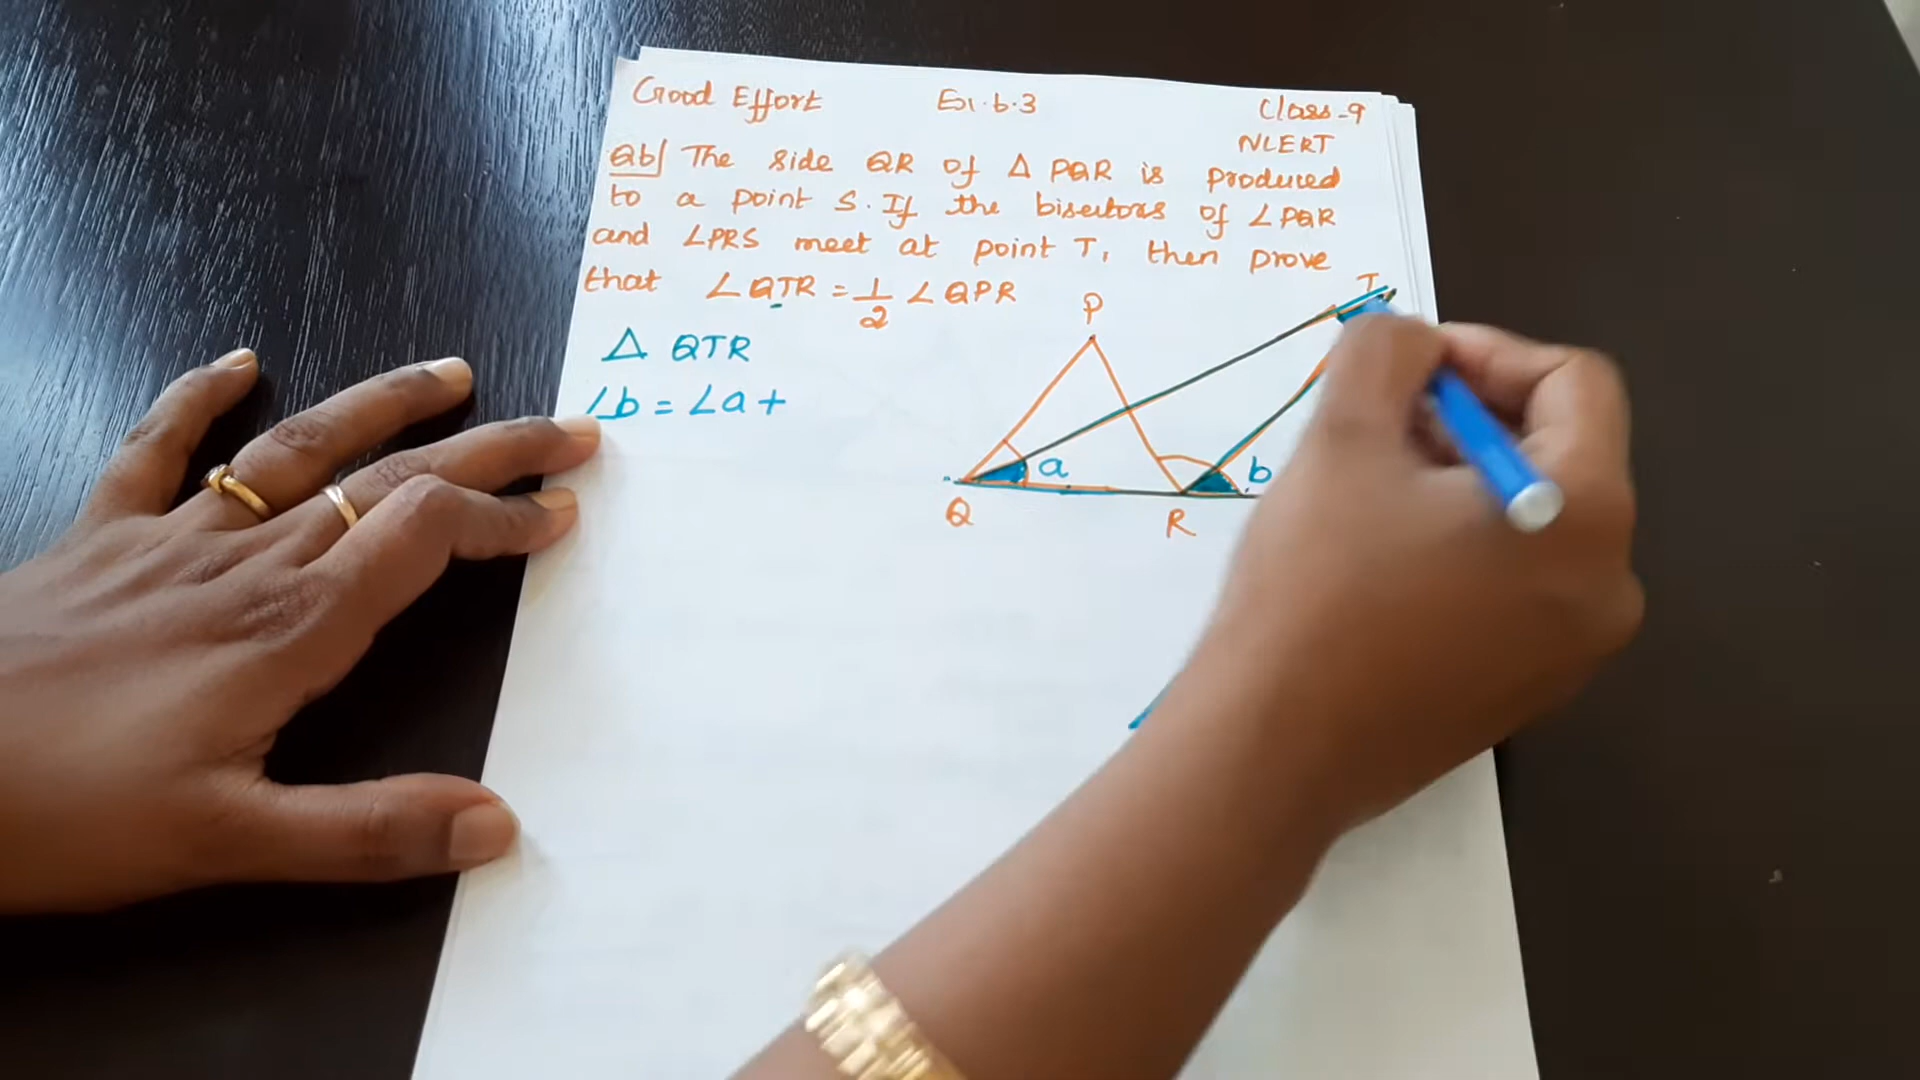 Good Effort Ex.6.3 Class-9
NCERT
Q6/ The side QR of Δ PQR is produced
to a point S. If the bisectors of ∠PQR
and ∠PRS meet at point T, then prove
that ∠QTR = 1/2 ∠QPR
Δ QTR
∠b = ∠a +
P
T
a
b
Q
R